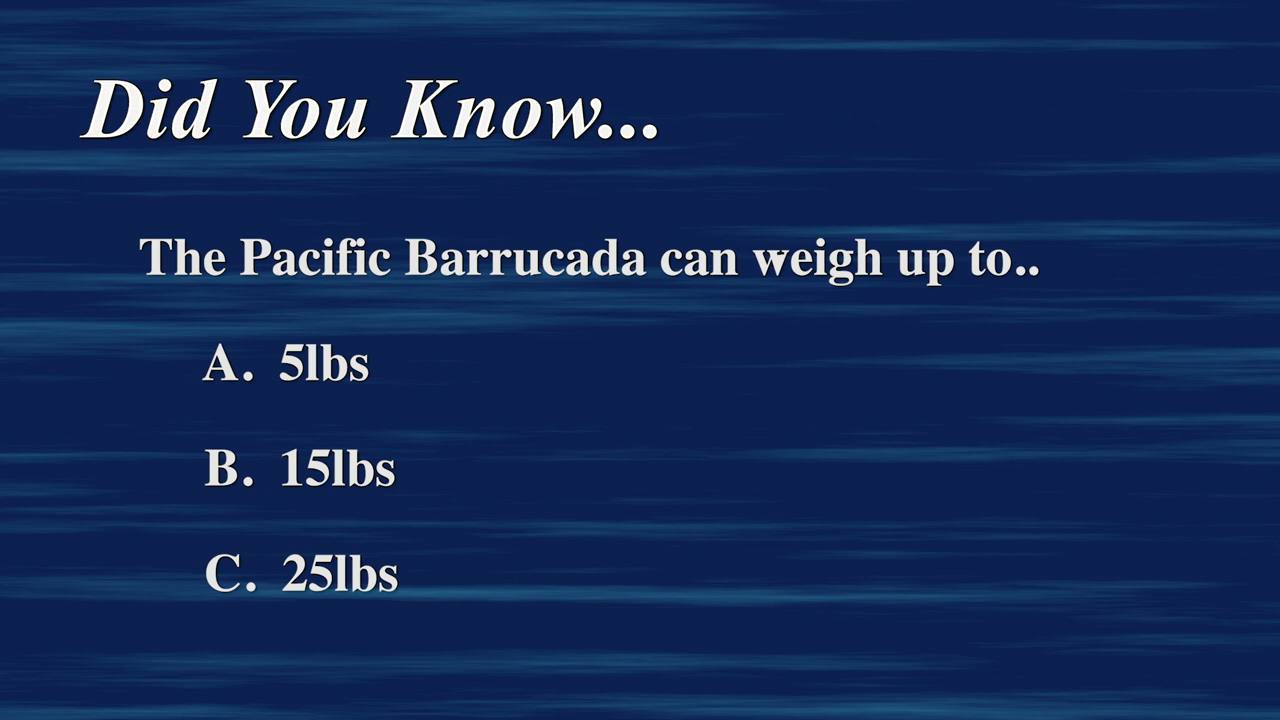 Did You Know...
The Pacific Barrucada can weigh up to..
A. 5lbs
B. 15lbs
C. 25lbs